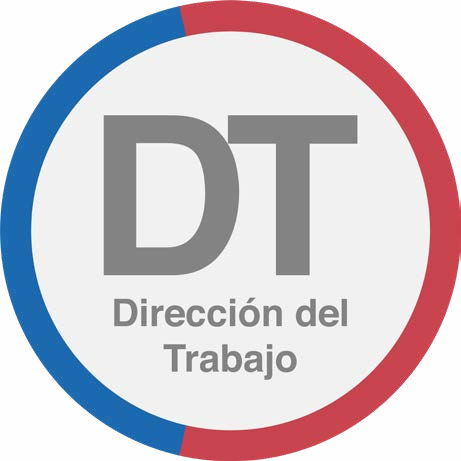 DT
Dirección del
Trabajo